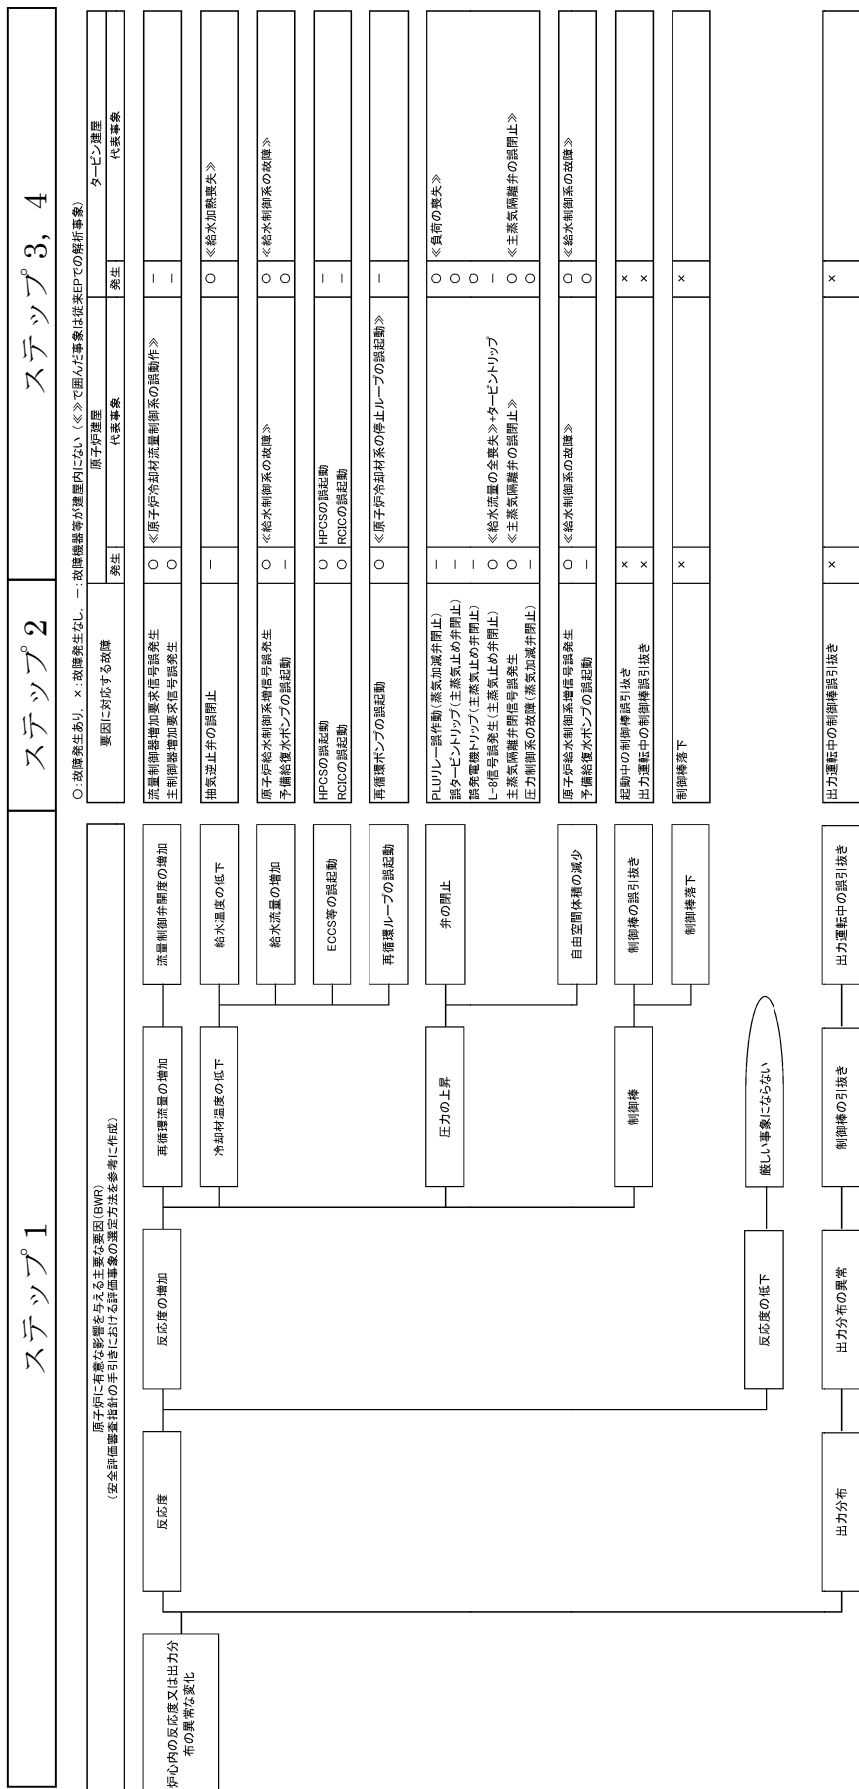 ステップ1
ステップ2
ステップ3, 4
○:故障発生あり, ×:故障発生なし, －:故障機器等が建屋内にない (≪≫で囲んだ事象は従来EPでの解析事象)
原子炉に有意な影響を与える主要な要因(BWR)
(安全評価審査指針の手引きにおける評価事象の選定方法を参考に作成)
要因に対応する故障
原子炉建屋
タービン建屋
発生
代表事象
発生
代表事象
炉心内の反応度又は出力分
布の異常な変化
反応度
反応度の増加
再循環流量の増加
流量制御弁開度の増加
流量制御器増加要求信号誤発生 ○ ≪原子炉冷却材流量制御系の誤動作≫ －
主制御器増加要求信号誤発生 ○ －
冷却材温度の低下
給水温度の低下
抽気逆止弁の誤閉止 － ○ ≪給水加熱喪失≫
給水流量の増加
原子炉給水制御系増信号誤発生 ○ ≪給水制御系の故障≫ ○ ≪給水制御系の故障≫
予備給復水ポンプの誤起動 － ○
ECCS等の誤起動
HPCSの誤起動 ○ HPCSの誤起動 －
RCICの誤起動 ○ RCICの誤起動 －
再循環ループの誤起動
再循環ポンプの誤起動 ○ ≪原子炉冷却材系の停止ループの誤起動≫ －
圧力の上昇
弁の閉止
PLUリレー誤作動(蒸気加減弁閉止) － ○ ≪負荷の喪失≫
誤タービントリップ(主蒸気止め弁閉止) － ○
誤発電機トリップ(主蒸気止め弁閉止) － ○
L-8信号誤発生(主蒸気止め弁閉止) ○ ≪給水流量の全喪失≫+タービントリップ －
主蒸気隔離弁閉信号誤発生 ○ ≪主蒸気隔離弁の誤閉止≫ ○ ≪主蒸気隔離弁の誤閉止≫
圧力制御系の故障(蒸気加減弁閉止) － ○
自由空間体積の減少
原子炉給水制御系増信号誤発生 ○ ≪給水制御系の故障≫ ○ ≪給水制御系の故障≫
予備給復水ポンプの誤起動 － ○
制御棒
制御棒の誤引抜き
起動中の制御棒誤引抜き × ×
出力運転中の制御棒誤引抜き × ×
制御棒落下
制御棒落下 × ×
反応度の低下
厳しい事象にならない
出力分布
出力分布の異常
制御棒の引抜き
出力運転中の誤引抜き
出力運転中の制御棒誤引抜き × ×